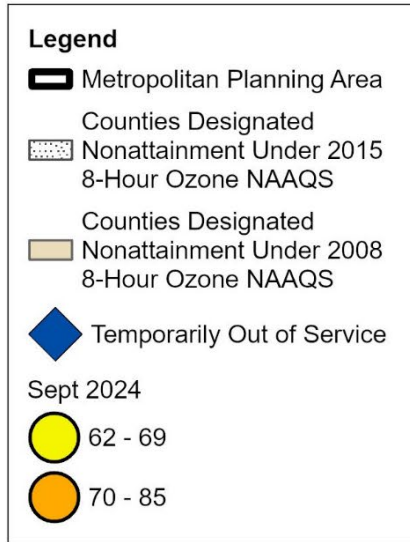 Legend
Metropolitan Planning Area
Counties Designated
Nonattainment Under 2015
8-Hour Ozone NAAQS
Counties Designated
Nonattainment Under 2008
8-Hour Ozone NAAQS
Temporarily Out of Service
Sept 2024
62 - 69
70 - 85